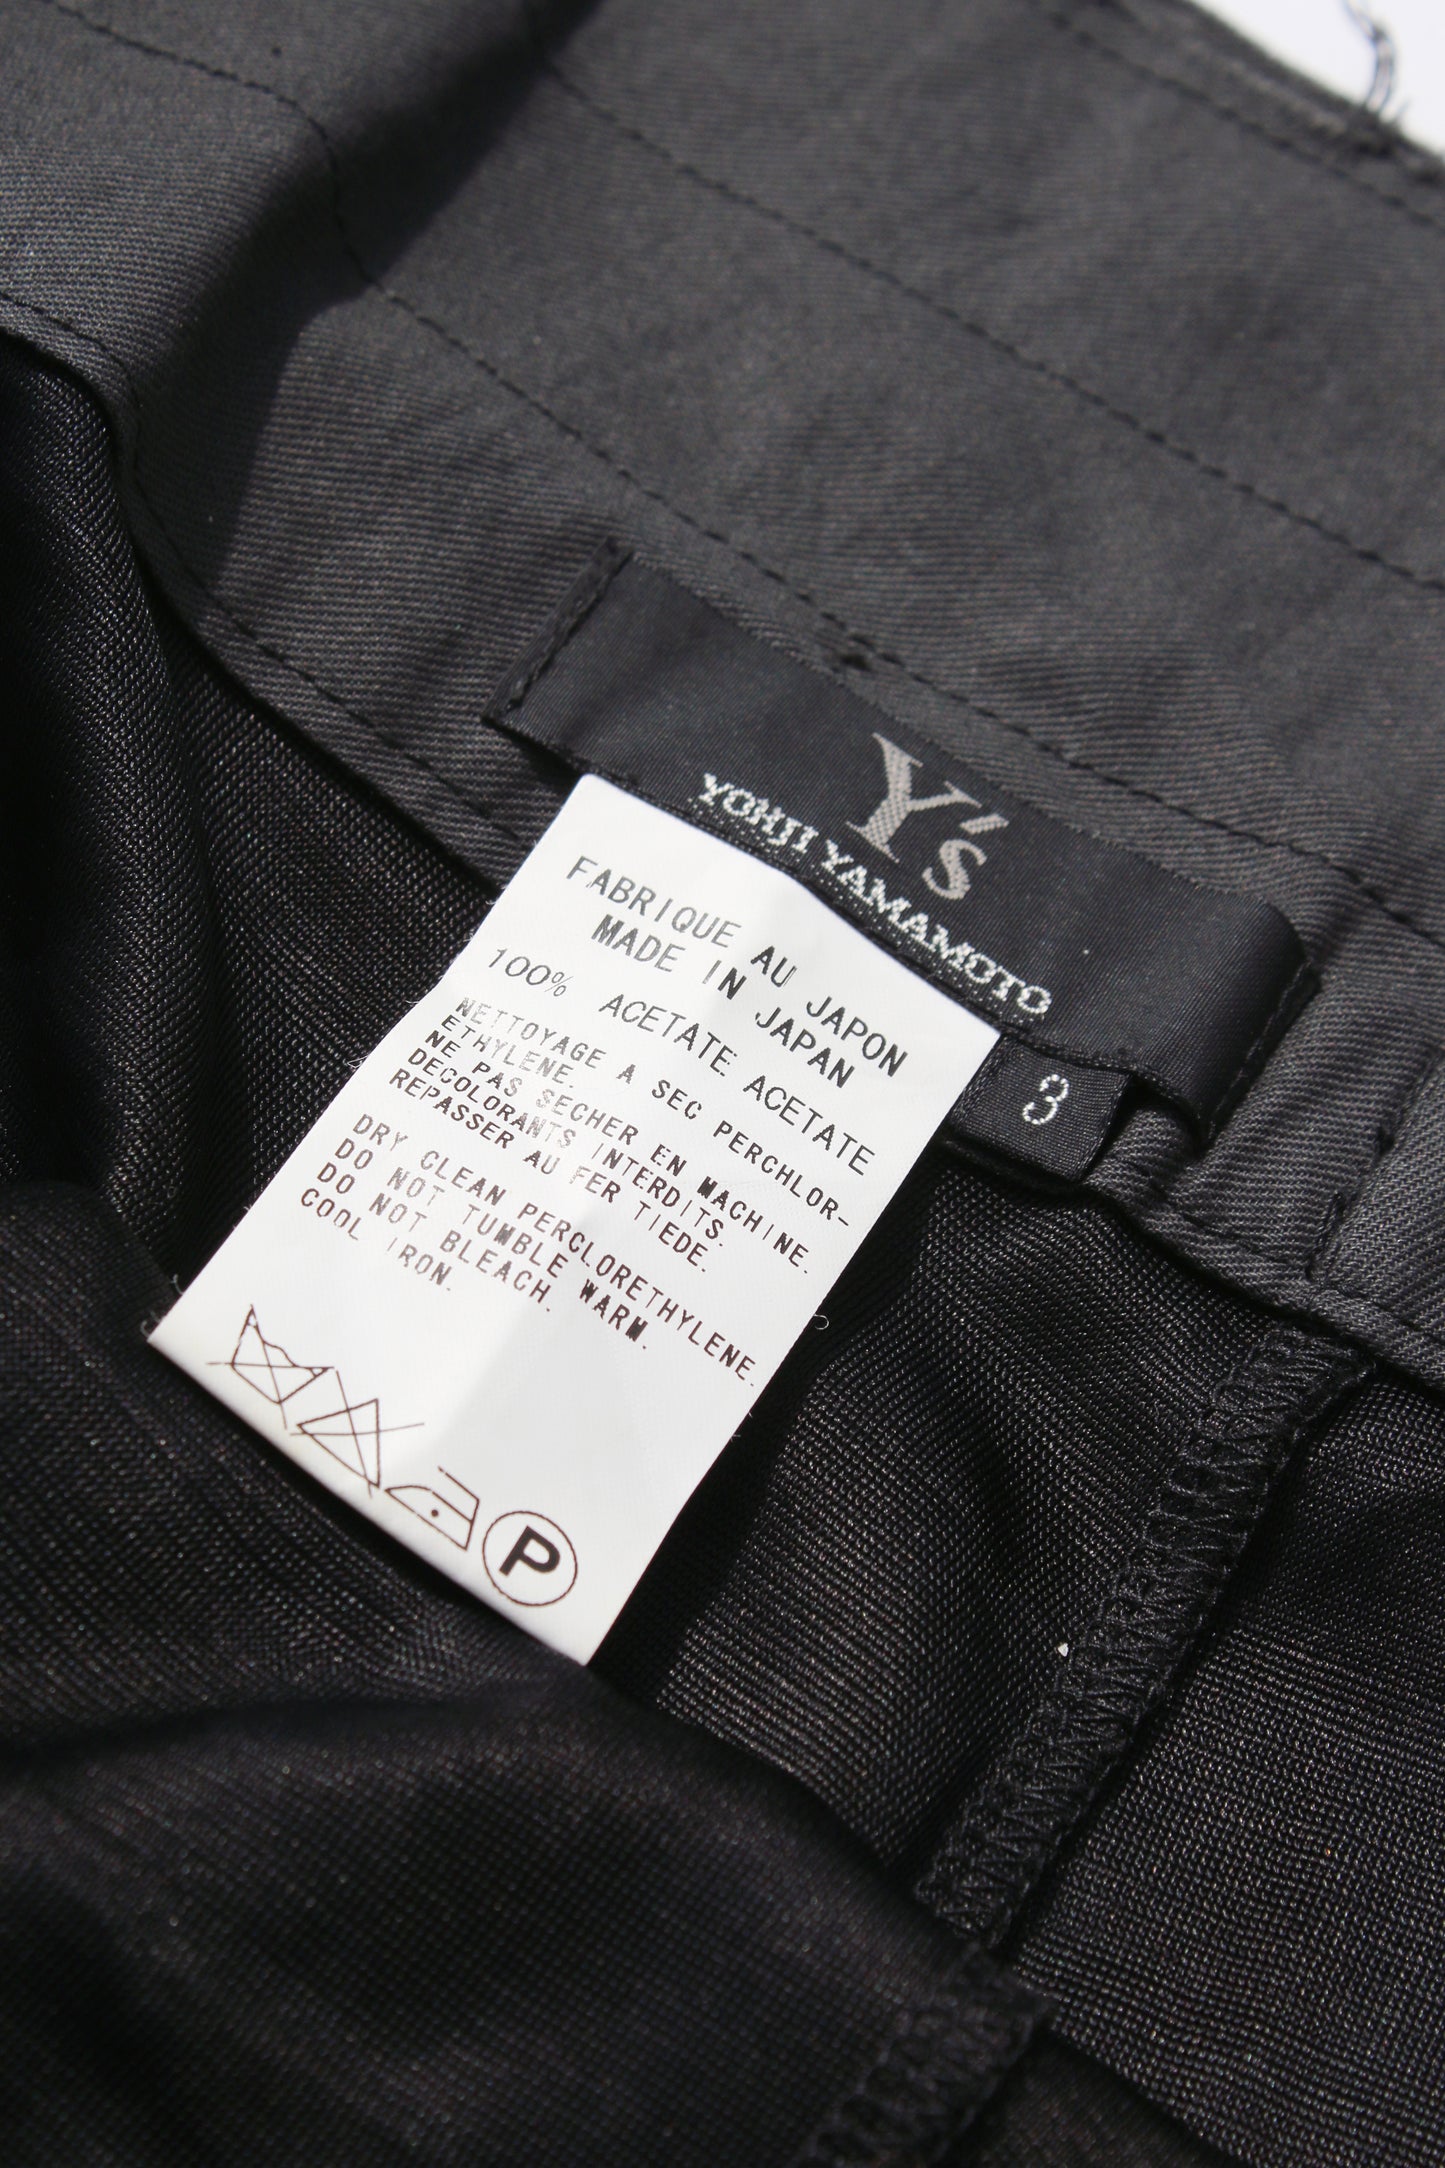 Y's
YOHJI YAMAMOTO
3
FABRIQUE AU JAPON
MADE IN JAPAN
100% ACETATE ACETATE
NETTOYAGE A SEC PERCHLOR-
ETHYLENE.
NE PAS SECHER EN MACHINE.
DECOLORANTS INTERDITS.
REPASSER AU FER TIEDE.
DRY CLEAN PERCLORETHYLENE.
DO NOT TUMBLE WARM.
DO NOT BLEACH.
COOL IRON.
P